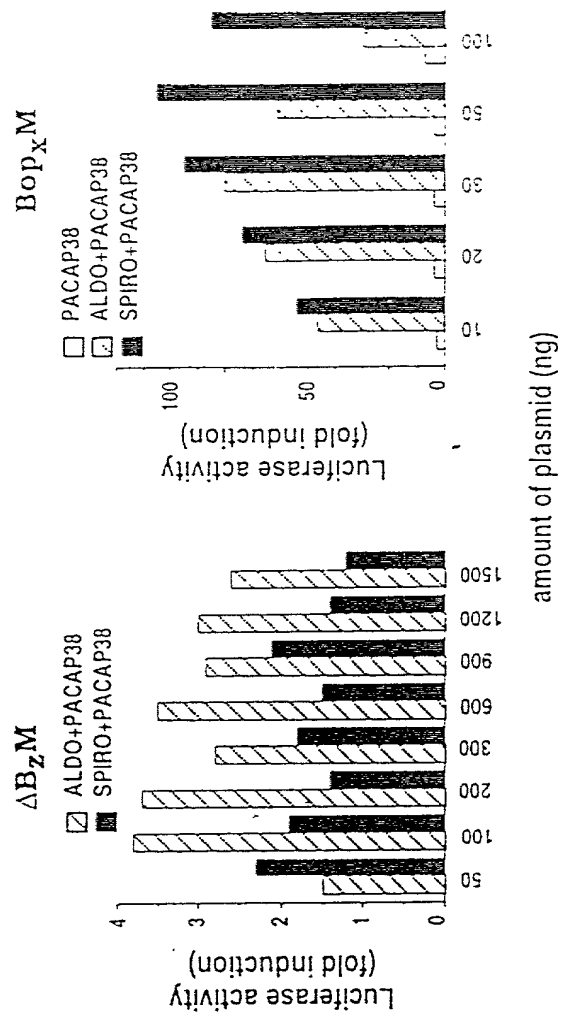 ΔBzM
ALDO+PACAP38
SPIRO+PACAP38
Luciferase activity
(fold induction)
4
3
2
1
0
50
100
200
300
600
900
1200
1500
BopxM
PACAP38
ALDO+PACAP38
SPIRO+PACAP38
Luciferase activity
(fold induction)
100
50
0
10
20
30
50
100
amount of plasmid (ng)